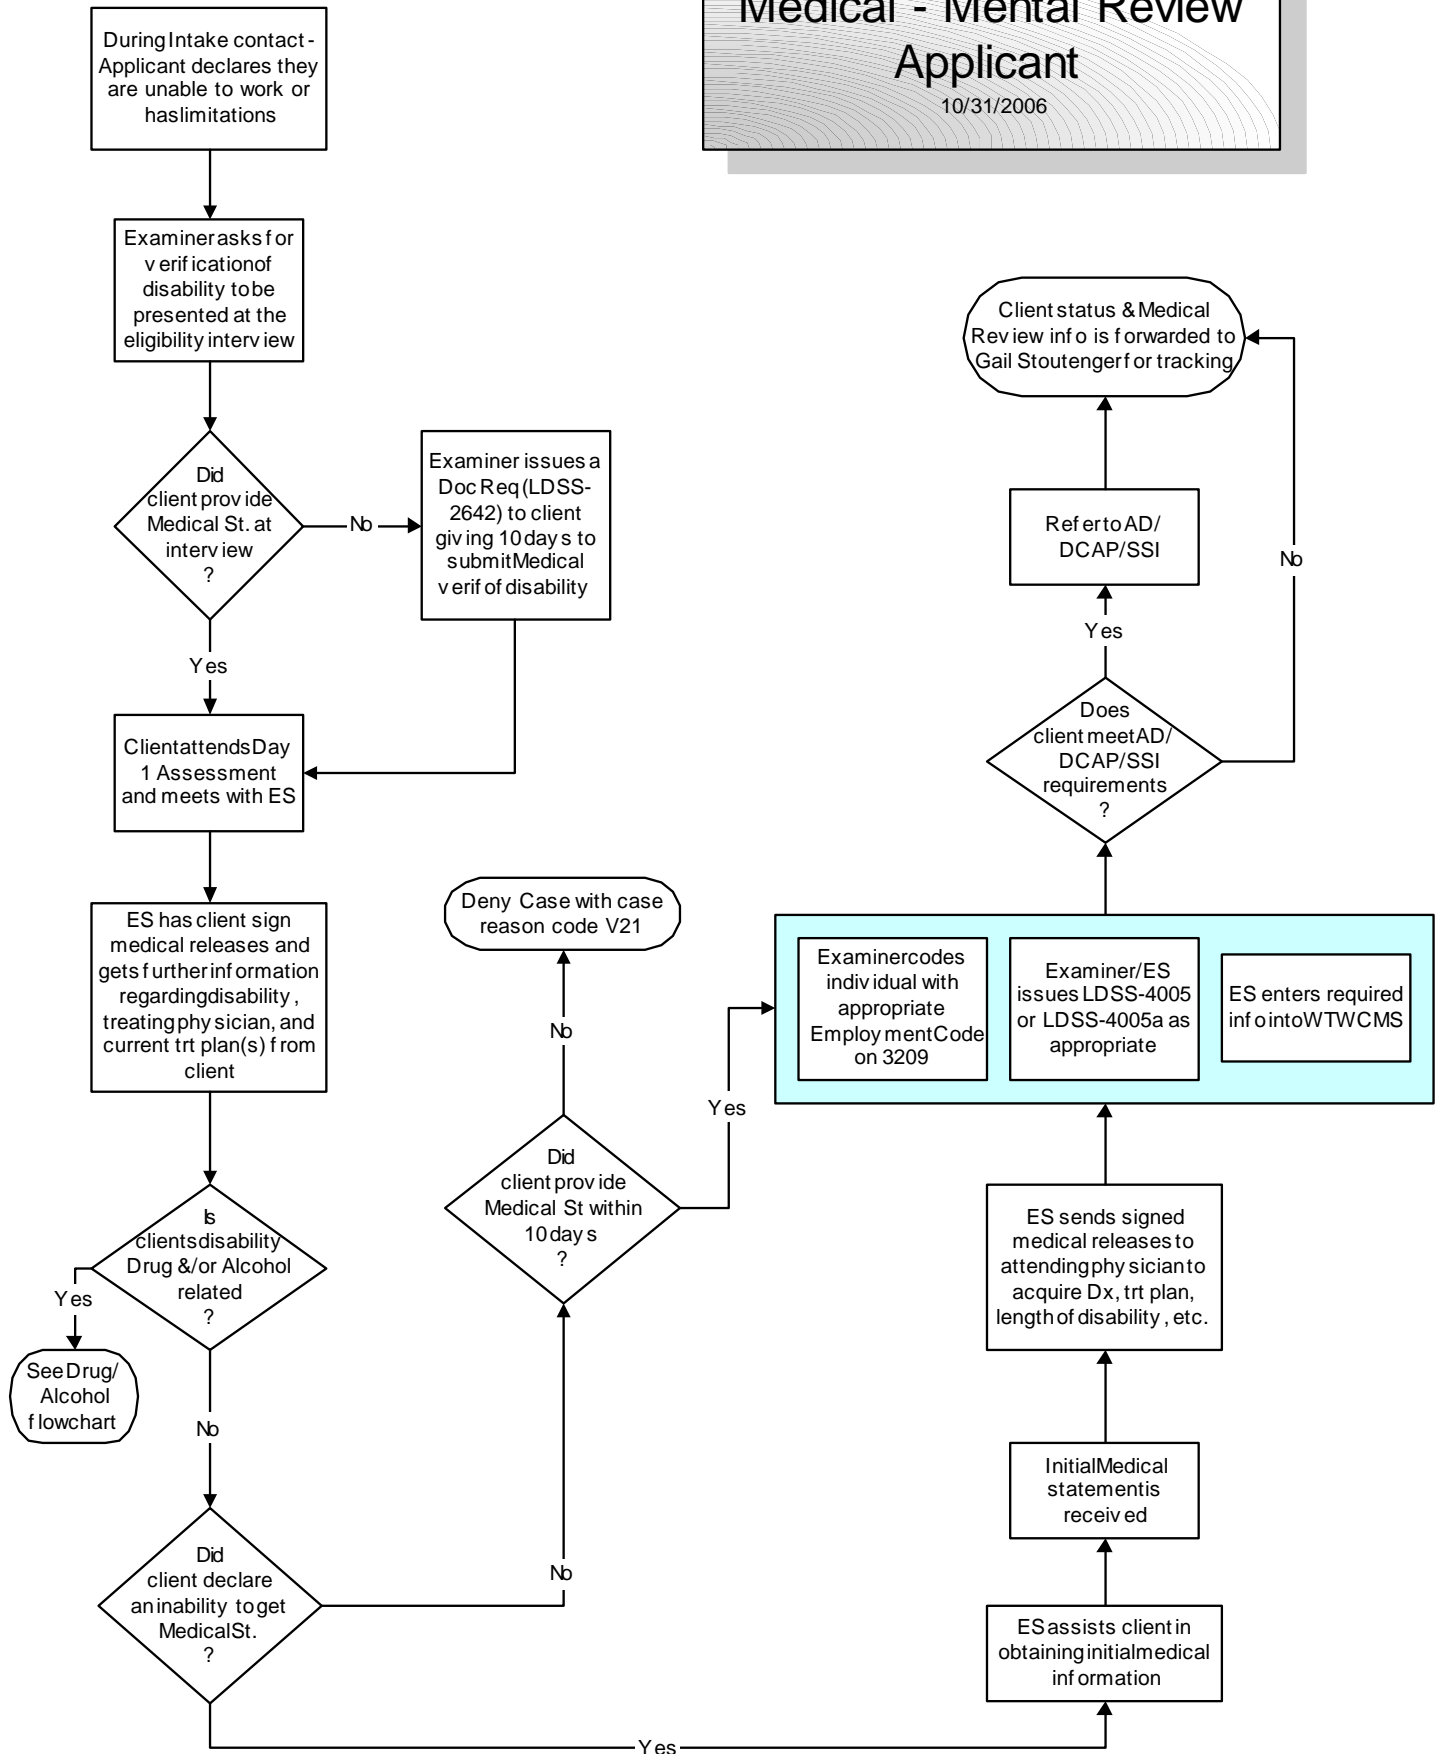 Medical - Mental Review
Applicant
10/31/2006
During Intake contact -
Applicant declares they
are unable to work or
has limitations
Examiner asks for
verification of
disability to be
presented at the
eligibility interview
Did
client provide
Medical St. at
interview
?
No
Examiner issues a
Doc Req (LDSS-
2642) to client
giving 10 days to
submit Medical
verif of disability
Yes
Client attends Day
1 Assessment
and meets with ES
ES has client sign
medical releases and
gets further information
regarding disability,
treating physician, and
current trt plan(s) from
client
Is
clients disability
Drug &/or Alcohol
related
?
Yes
See Drug/
Alcohol
flowchart
No
Did
client declare
an inability to get
Medical St.
?
No
Yes
Did
client provide
Medical St within
10 days
?
No
Deny Case with case
reason code V21
Yes
ES assists client in
obtaining initial medical
information
Initial Medical
statement is
received
ES sends signed
medical releases to
attending physician to
acquire Dx, trt plan,
length of disability, etc.
Examiner codes
individual with
appropriate
Employment Code
on 3209
Examiner/ES
issues LDSS-4005
or LDSS-4005a as
appropriate
ES enters required
info into WTWCMS
Does
client meet AD/
DCAP/SSI
requirements
?
Yes
No
Refer to AD/
DCAP/SSI
Client status & Medical
Review info is forwarded to
Gail Stoutenger for tracking